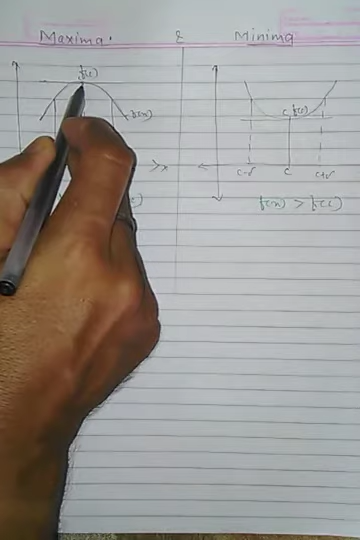 Maxima. & Minima
f(c)
f(x)
x
c f(c)
c-δ c c+δ
f(x) > f(c)